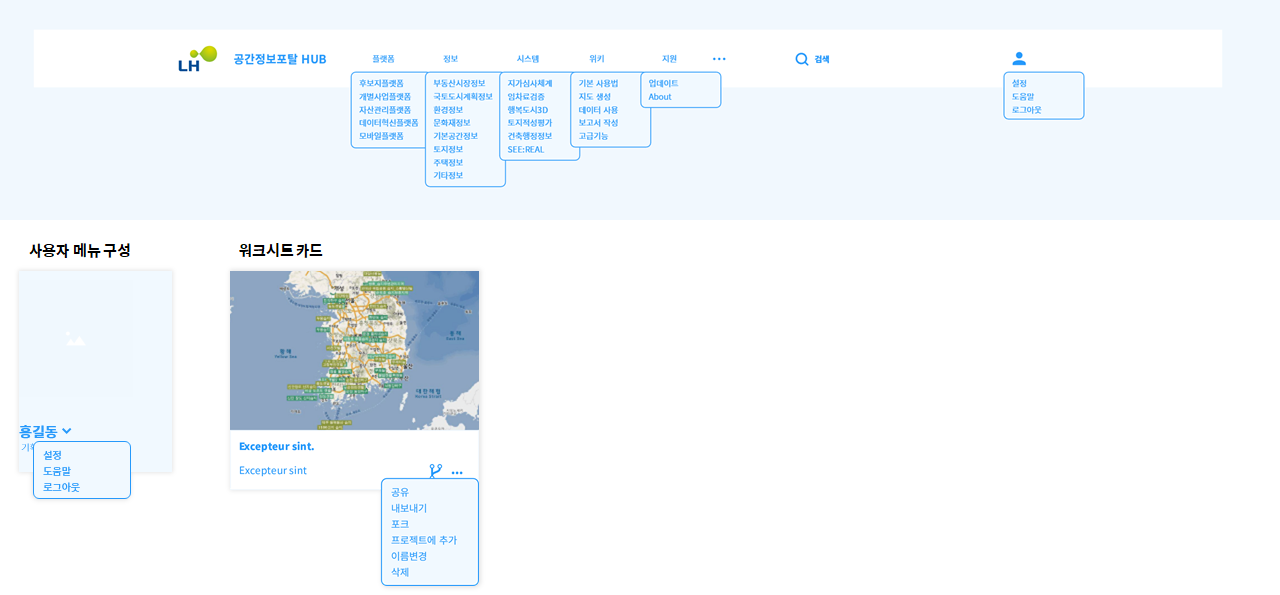 LH
공간정보포탈 HUB
플랫폼
정보
시스템
위키
지원
검색
후보지플랫폼
개별사업플랫폼
자산관리플랫폼
데이터혁신플랫폼
모바일플랫폼
부동산시장정보
국토도시계획정보
환경정보
문화재정보
기본공간정보
토지정보
주택정보
기타정보
지가심사체계
임차료검증
행복도시3D
토지적성평가
건축행정정보
SEE:REAL
기본 사용법
지도 생성
데이터 사용
보고서 작성
고급기능
업데이트
About
설정
도움말
로그아웃
사용자 메뉴 구성
홍길동
설정
도움말
로그아웃
워크시트 카드
Excepteur sint.
Excepteur sint
공유
내보내기
포크
프로젝트에 추가
이름변경
삭제